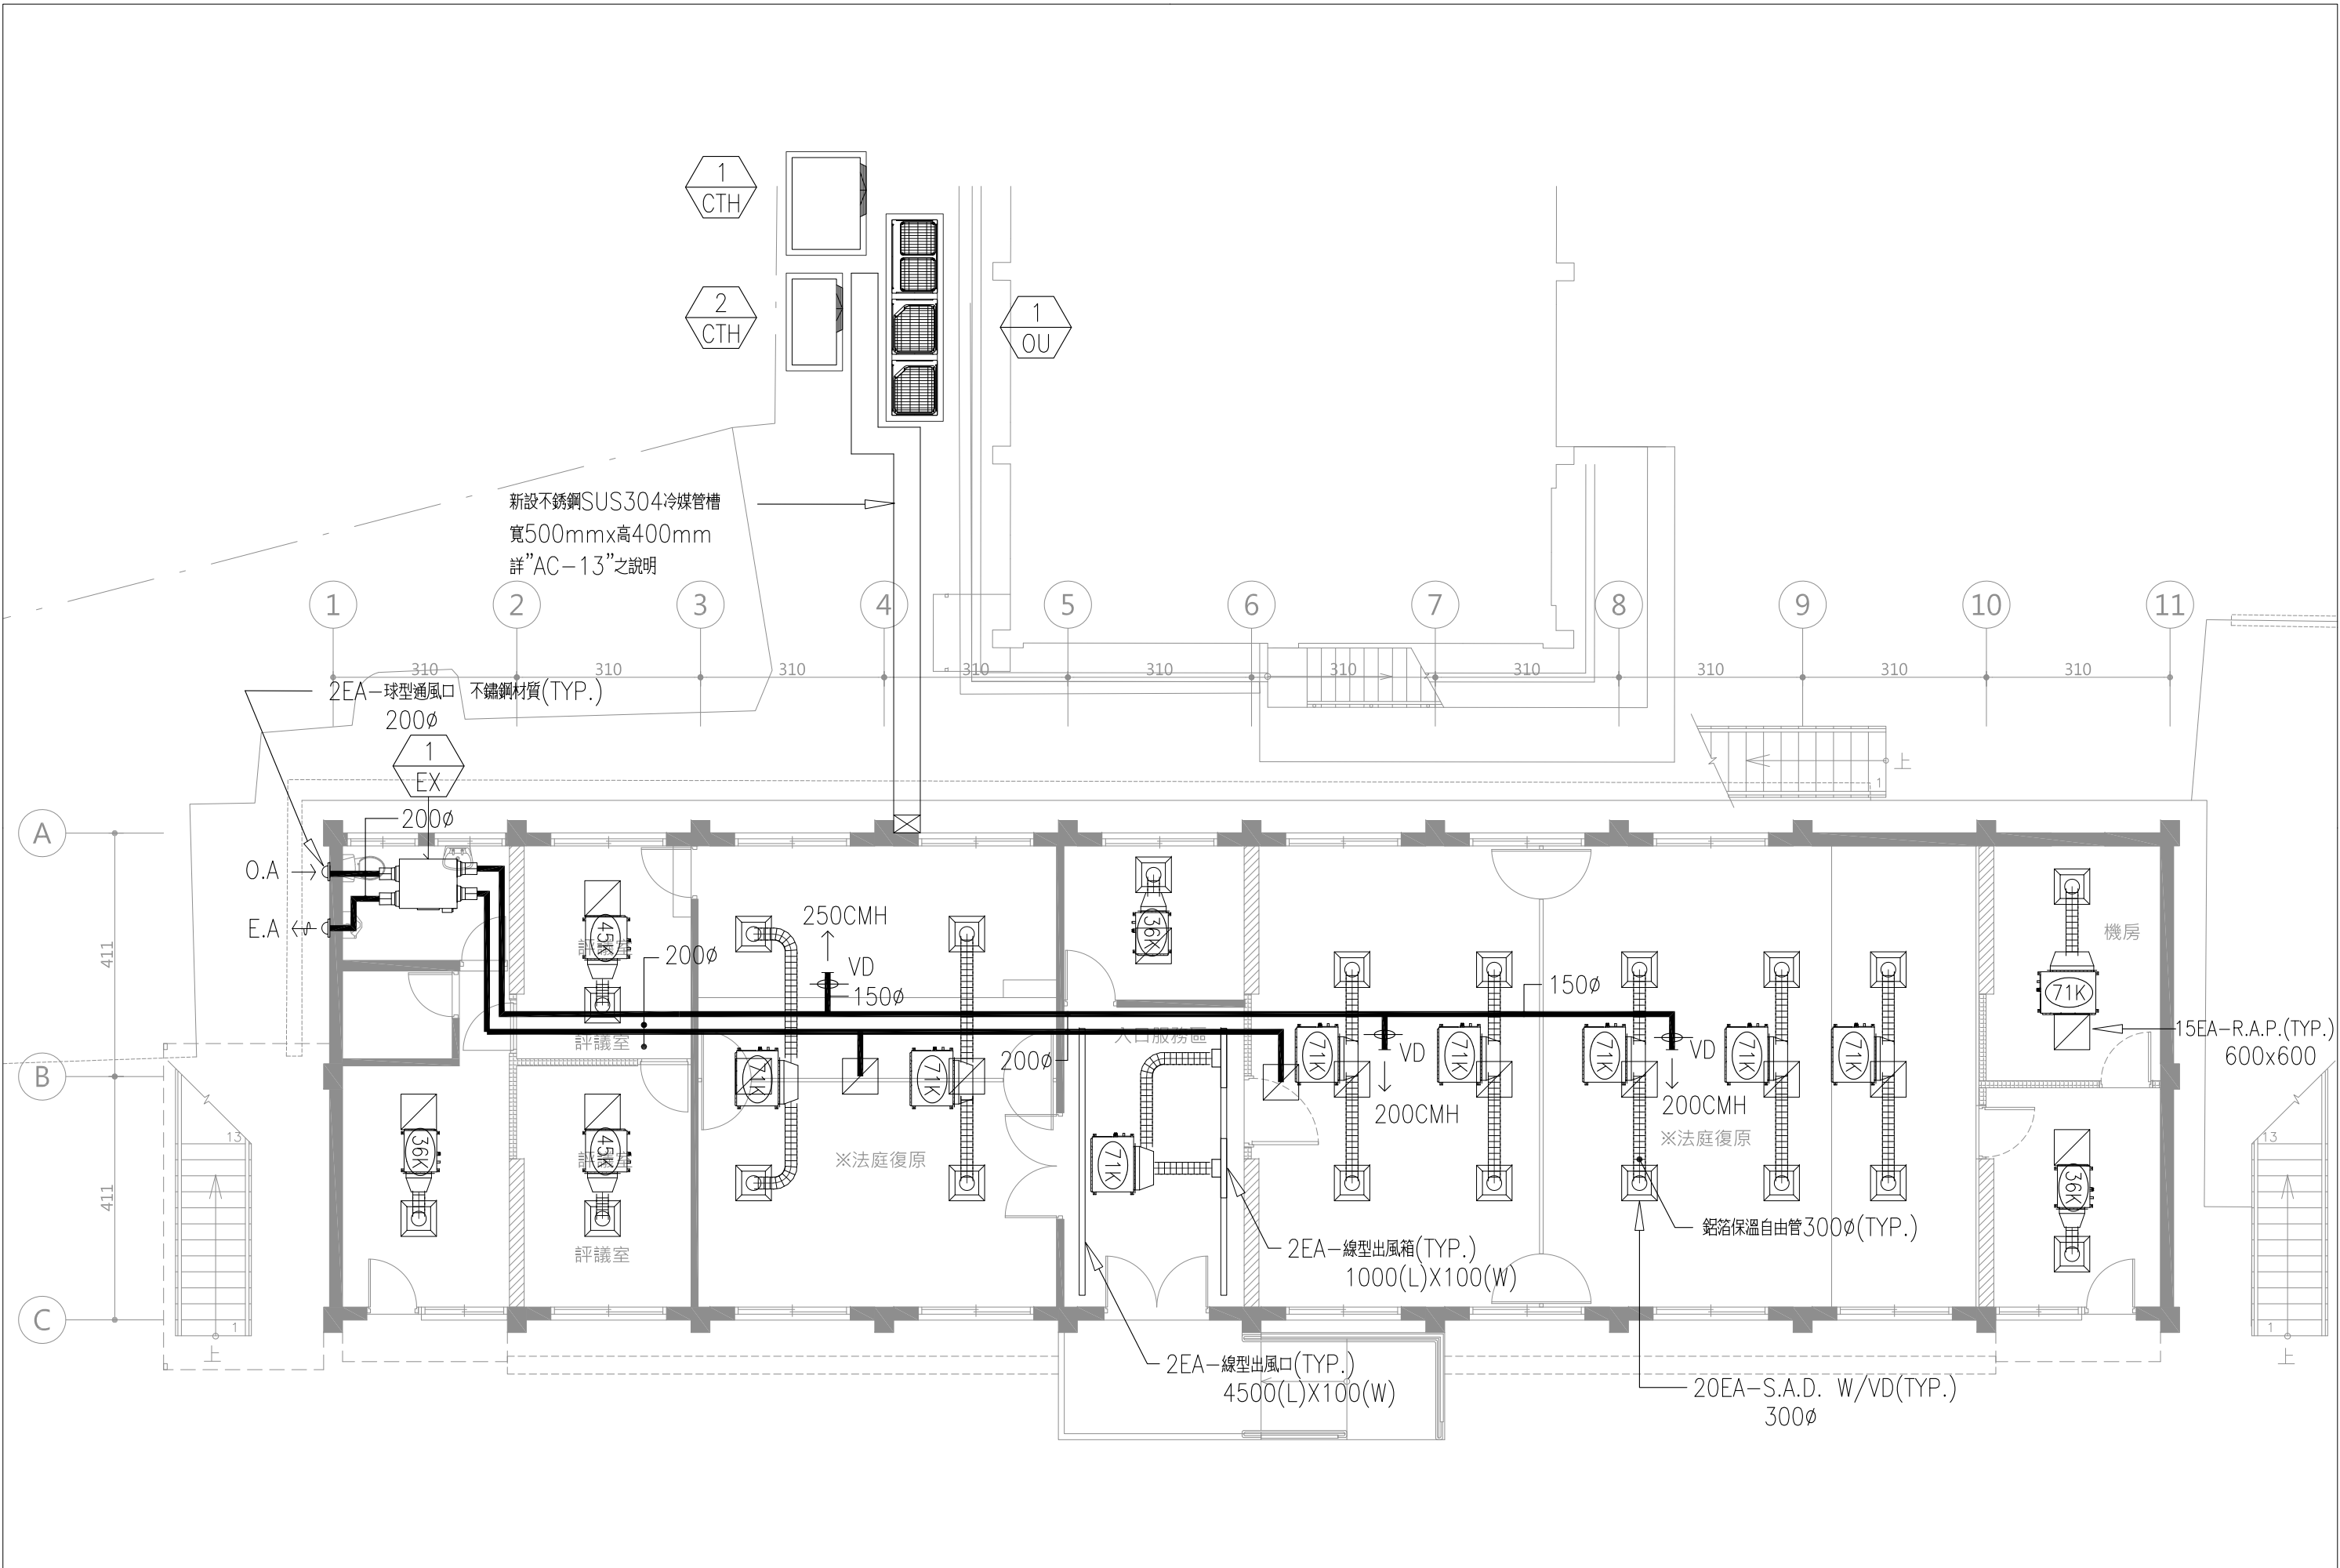 1
CTH
2
CTH
1
OU
新設不銹鋼SUS304冷媒管槽
寬500mmx高400mm
詳"AC-13"之說明
1 2 3 4 5 6 7 8 9 10 11
310 310 310 310 310 310 310 310 310 310
2EA-球型通風口 不鏽鋼材質(TYP.)
200ø
1
EX
200ø
上
1
A
B
C
411
411
O.A
E.A
45K
評議室
評議室
45K
評議室
評議室
36K
200ø
250CMH
VD
150ø
71K
71K
※法庭復原
200ø
36K
入口服務區
71K
71K
71K
71K
71K
71K
150ø
VD
200CMH
VD
200CMH
※法庭復原
機房
71K
36K
15EA-R.A.P.(TYP.)
600x600
鋁箔保溫自由管300ø(TYP.)
2EA-線型出風箱(TYP.)
1000(L)X100(W)
2EA-線型出風口(TYP.)
4500(L)X100(W)
20EA-S.A.D. W/VD(TYP.)
300ø
13
1
上
13
1
上